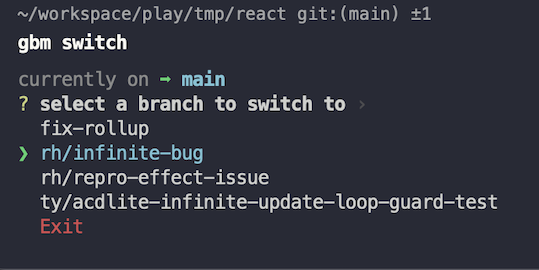 ~/workspace/play/tmp/react git:(main) ±1
gbm switch
currently on → main
? select a branch to switch to ›
fix-rollup
❯ rh/infinite-bug
rh/repro-effect-issue
ty/acdlite-infinite-update-loop-guard-test
Exit